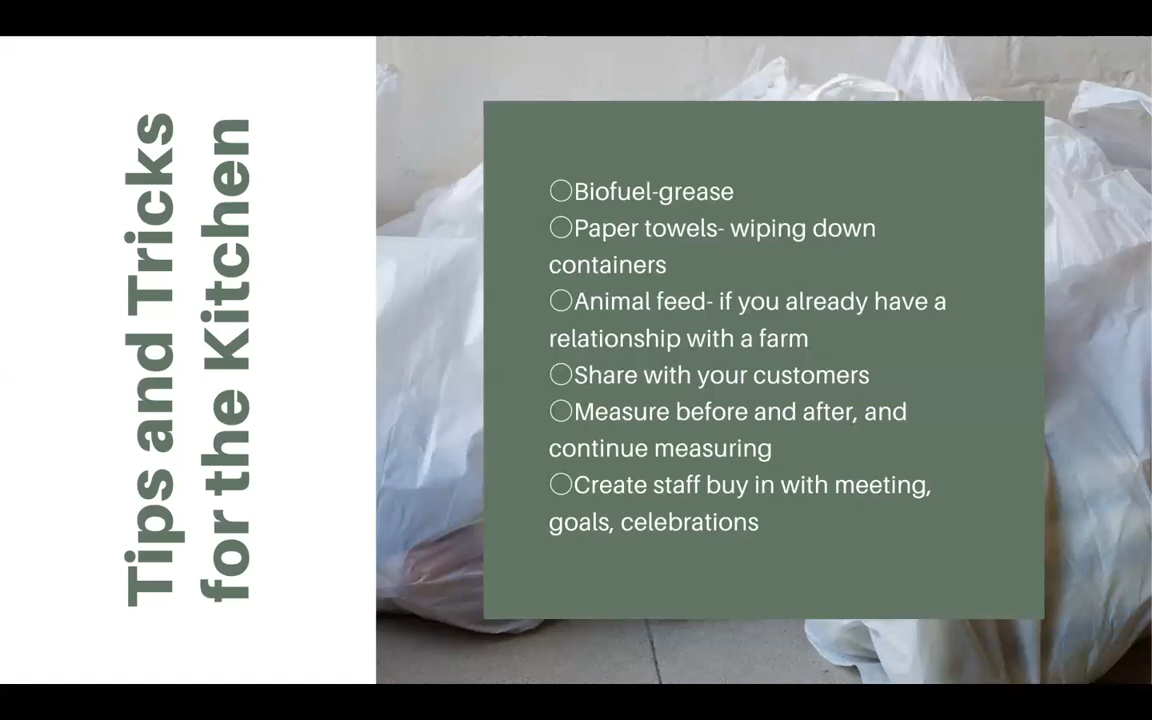 Tips and Tricks
for the Kitchen
○Biofuel-grease
○Paper towels- wiping down
containers
○Animal feed- if you already have a
relationship with a farm
○Share with your customers
○Measure before and after, and
continue measuring
○Create staff buy in with meeting,
goals, celebrations